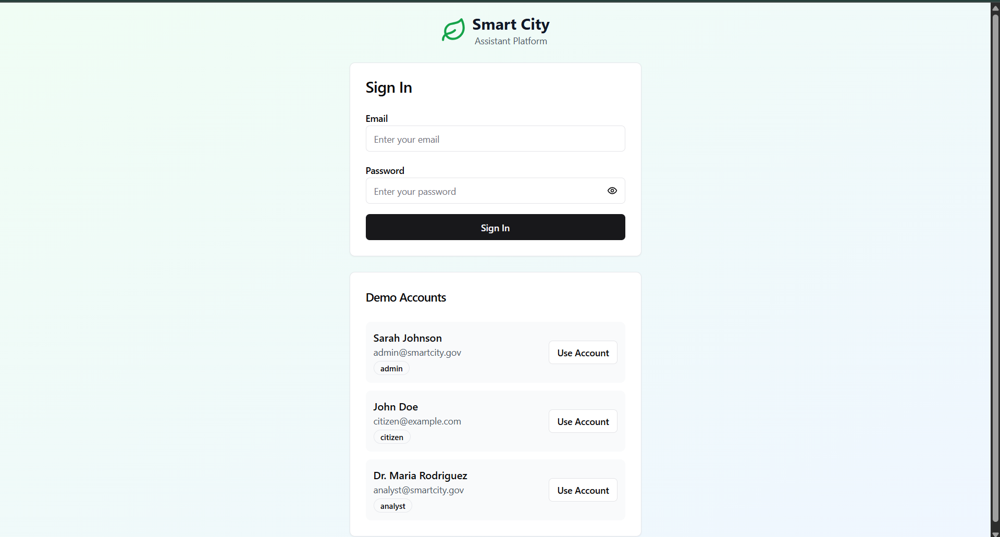 Smart City
Assistant Platform
Sign In
Email
Enter your email
Password
Enter your password
Sign In
Demo Accounts
Sarah Johnson
admin@smartcity.gov
admin
Use Account
John Doe
citizen@example.com
citizen
Use Account
Dr. Maria Rodriguez
analyst@smartcity.gov
analyst
Use Account